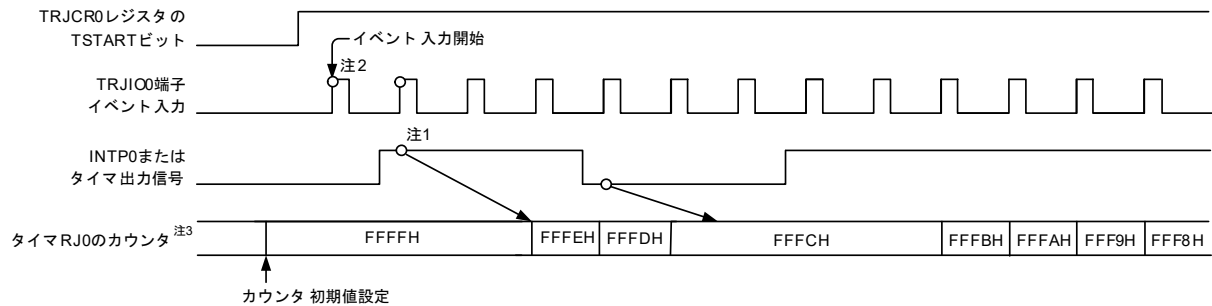 TRJCR0レジスタの
TSTARTビット
イベント入力開始
注2
TRJIO0端子
イベント入力
注1
INTP0または
タイマ出力信号
タイマRJ0のカウンタ注3
FFFFH
FFFEH
FFFDH
FFFCH
FFFBH
FFFAH
FFF9H
FFF8H
カウンタ初期値設定